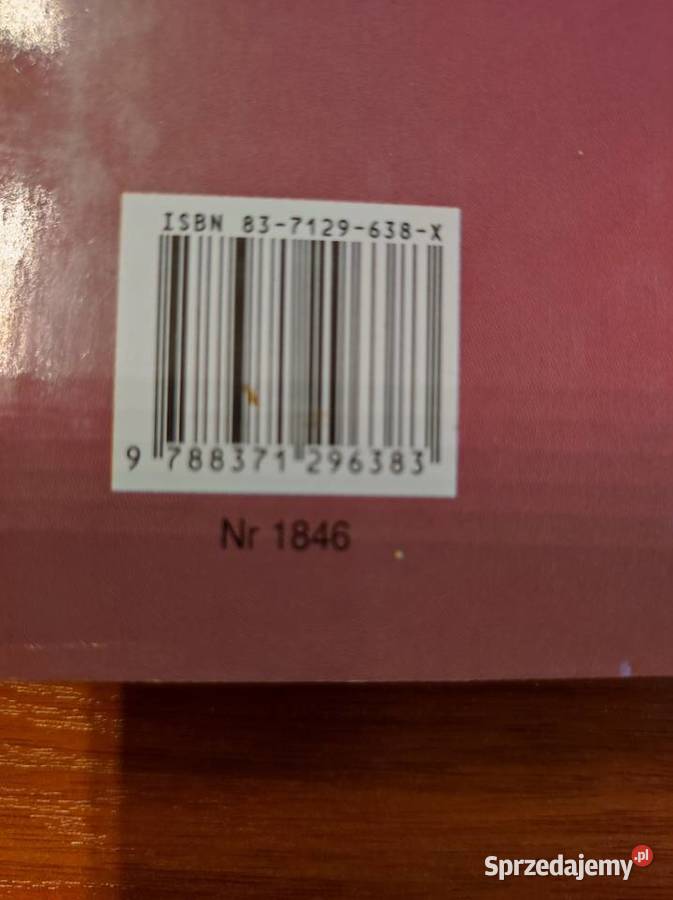 ISBN 83-7129-638-X
9 788371 296383
Nr 1846
Sprzedajemy.pl